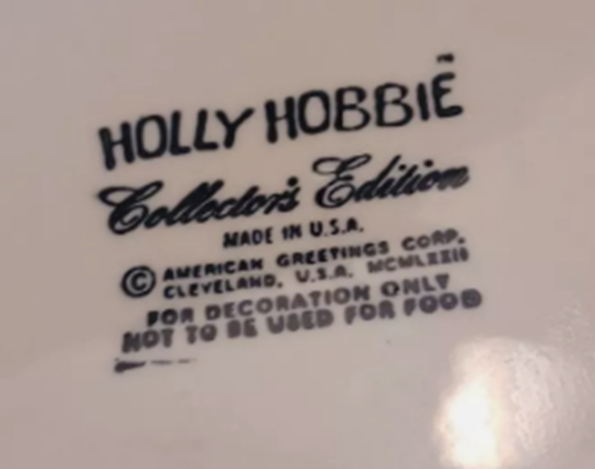 HOLLY HOBBIE™
Collector's Edition
MADE IN U.S.A.
© AMERICAN GREETINGS CORP.
CLEVELAND, U.S.A. MCMLXXII
FOR DECORATION ONLY
NOT TO BE USED FOR FOOD